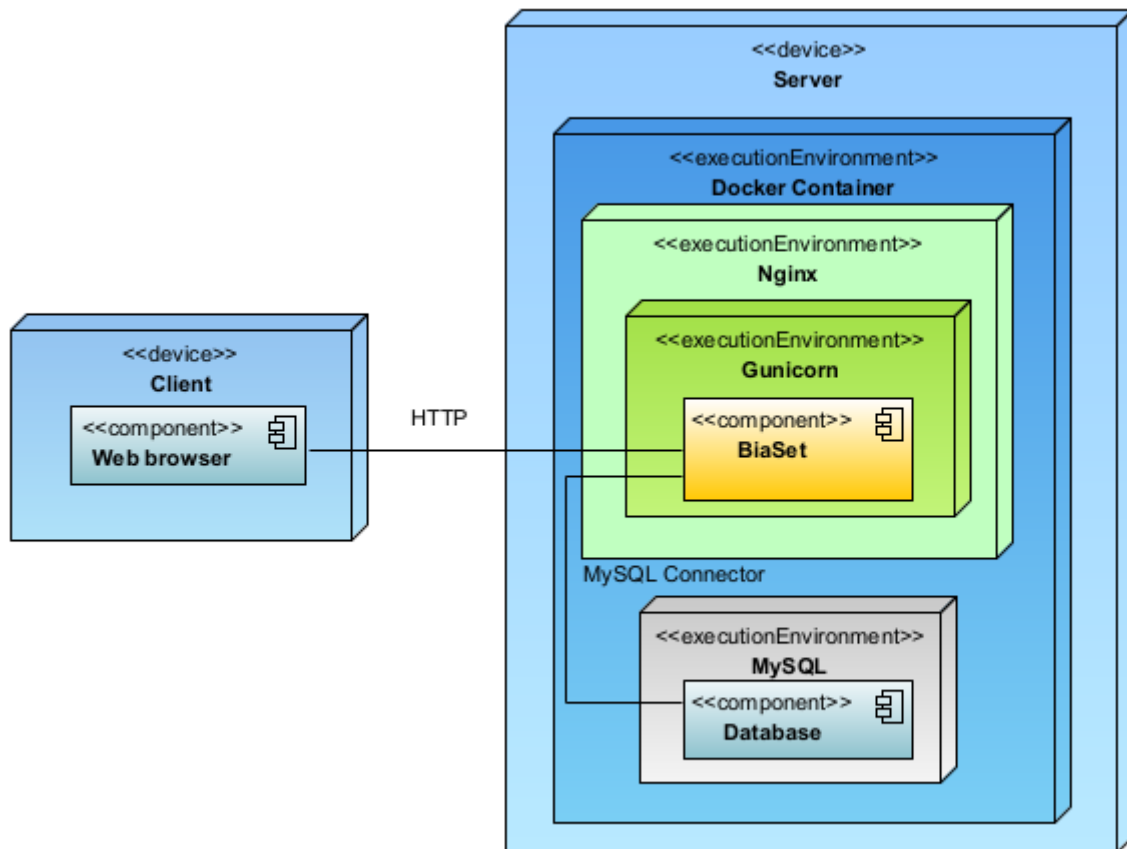 <<device>>
Server
<<executionEnvironment>>
Docker Container
<<executionEnvironment>>
Nginx
<<executionEnvironment>>
Gunicorn
<<component>>
BiaSet
<<device>>
Client
<<component>>
Web browser
HTTP
MySQL Connector
<<executionEnvironment>>
MySQL
<<component>>
Database